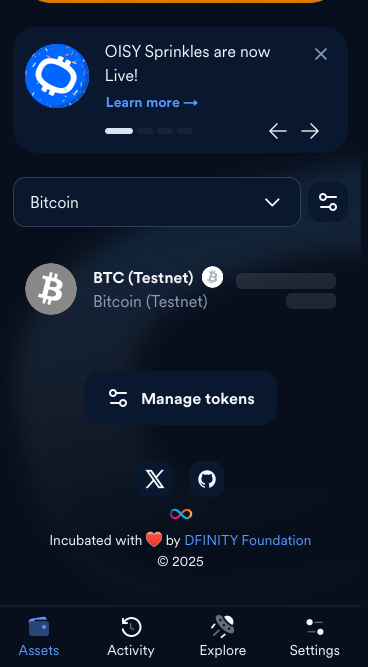 OISY Sprinkles are now
Live!
Learn more →
Bitcoin
BTC (Testnet)
Bitcoin (Testnet)
Manage tokens
Incubated with ❤️ by DFINITY Foundation
© 2025
Assets
Activity
Explore
Settings